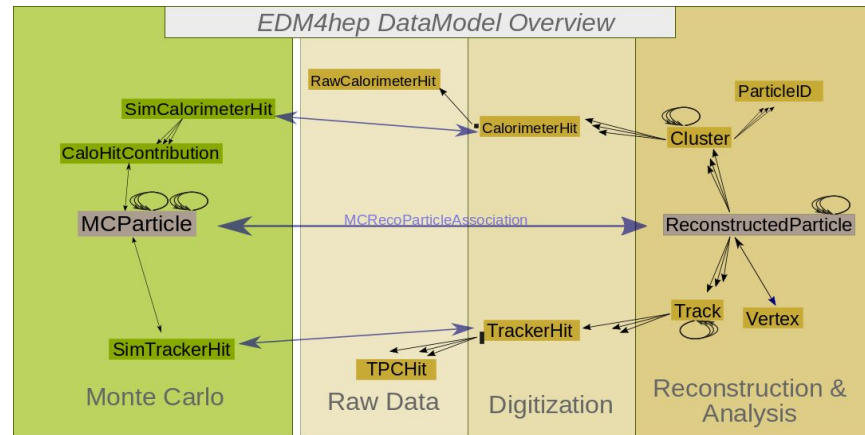 EDM4hep DataModel Overview
RawCalorimeterHit
ParticleID
SimCalorimeterHit
CalorimeterHit
Cluster
CaloHitContribution
MCParticle
MCRecoParticleAssociation
ReconstructedParticle
SimTrackerHit
TrackerHit
Track
Vertex
TPCHit
Monte Carlo
Raw Data
Digitization
Reconstruction &
Analysis